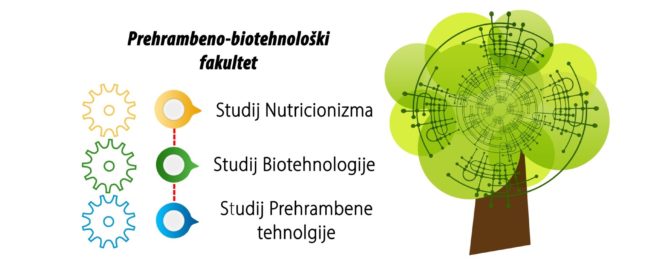 Prehrambeno-biotehnološki
fakultet
Studij Nutricionizma
Studij Biotehnologije
Studij Prehrambene
tehnolgije